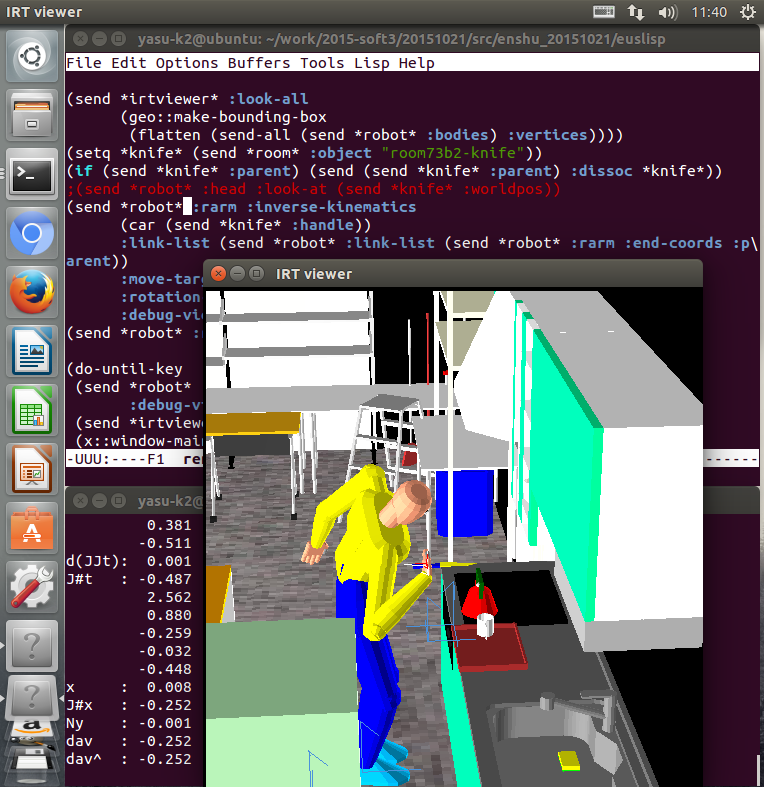 IRT viewer
11:40
yasu-k2@ubuntu: ~/work/2015-soft3/20151021/src/enshu_20151021/euslisp
File Edit Options Buffers Tools Lisp Help
(send *irtviewer* :look-all
(geo::make-bounding-box
(flatten (send-all (send *robot* :bodies) :vertices))))
(setq *knife* (send *room* :object "room73b2-knife"))
(if (send *knife* :parent) (send (send *knife* :parent) :dissoc *knife*))
;(send *robot* :head :look-at (send *knife* :worldpos))
(send *robot* :rarm :inverse-kinematics
(car (send *knife* :handle))
:link-list (send *robot* :link-list (send *robot* :rarm :end-coords :p\
arent))
:move-tar
:rotation
:debug-vi
(send *robot* :
(do-until-key
(send *robot*
:debug-v
(send *irtviewe
(x::window-mai
-UUU:----F1 re
IRT viewer
yasu-k2@
0.381
-0.511
d(JJt): 0.001
J#t : -0.487
2.562
0.880
-0.259
-0.032
-0.448
x : 0.008
J#x : -0.252
Ny : -0.001
dav : -0.252
dav^ : -0.252